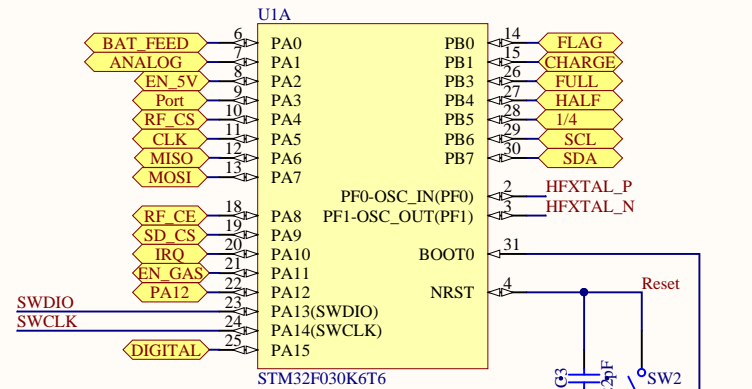 U1A
BAT_FEED 6 PA0 PB0 14 FLAG
ANALOG 7 PA1 PB1 15 CHARGE
EN_5V 8 PA2 PB3 26 FULL
Port 9 PA3 PB4 27 HALF
RF_CS 10 PA4 PB5 28 1/4
CLK 11 PA5 PB6 29 SCL
MISO 12 PA6 PB7 30 SDA
MOSI 13 PA7
PF0-OSC_IN(PF0) 2 HFXTAL_P
RF_CE 18 PA8 PF1-OSC_OUT(PF1) 3 HFXTAL_N
SD_CS 19 PA9
IRQ 20 PA10 BOOT0 31
EN_GAS 21 PA11
PA12 22 PA12 NRST 4 Reset
SWDIO 23 PA13(SWDIO)
SWCLK 24 PA14(SWCLK)
DIGITAL 25 PA15
STM32F030K6T6 SW2